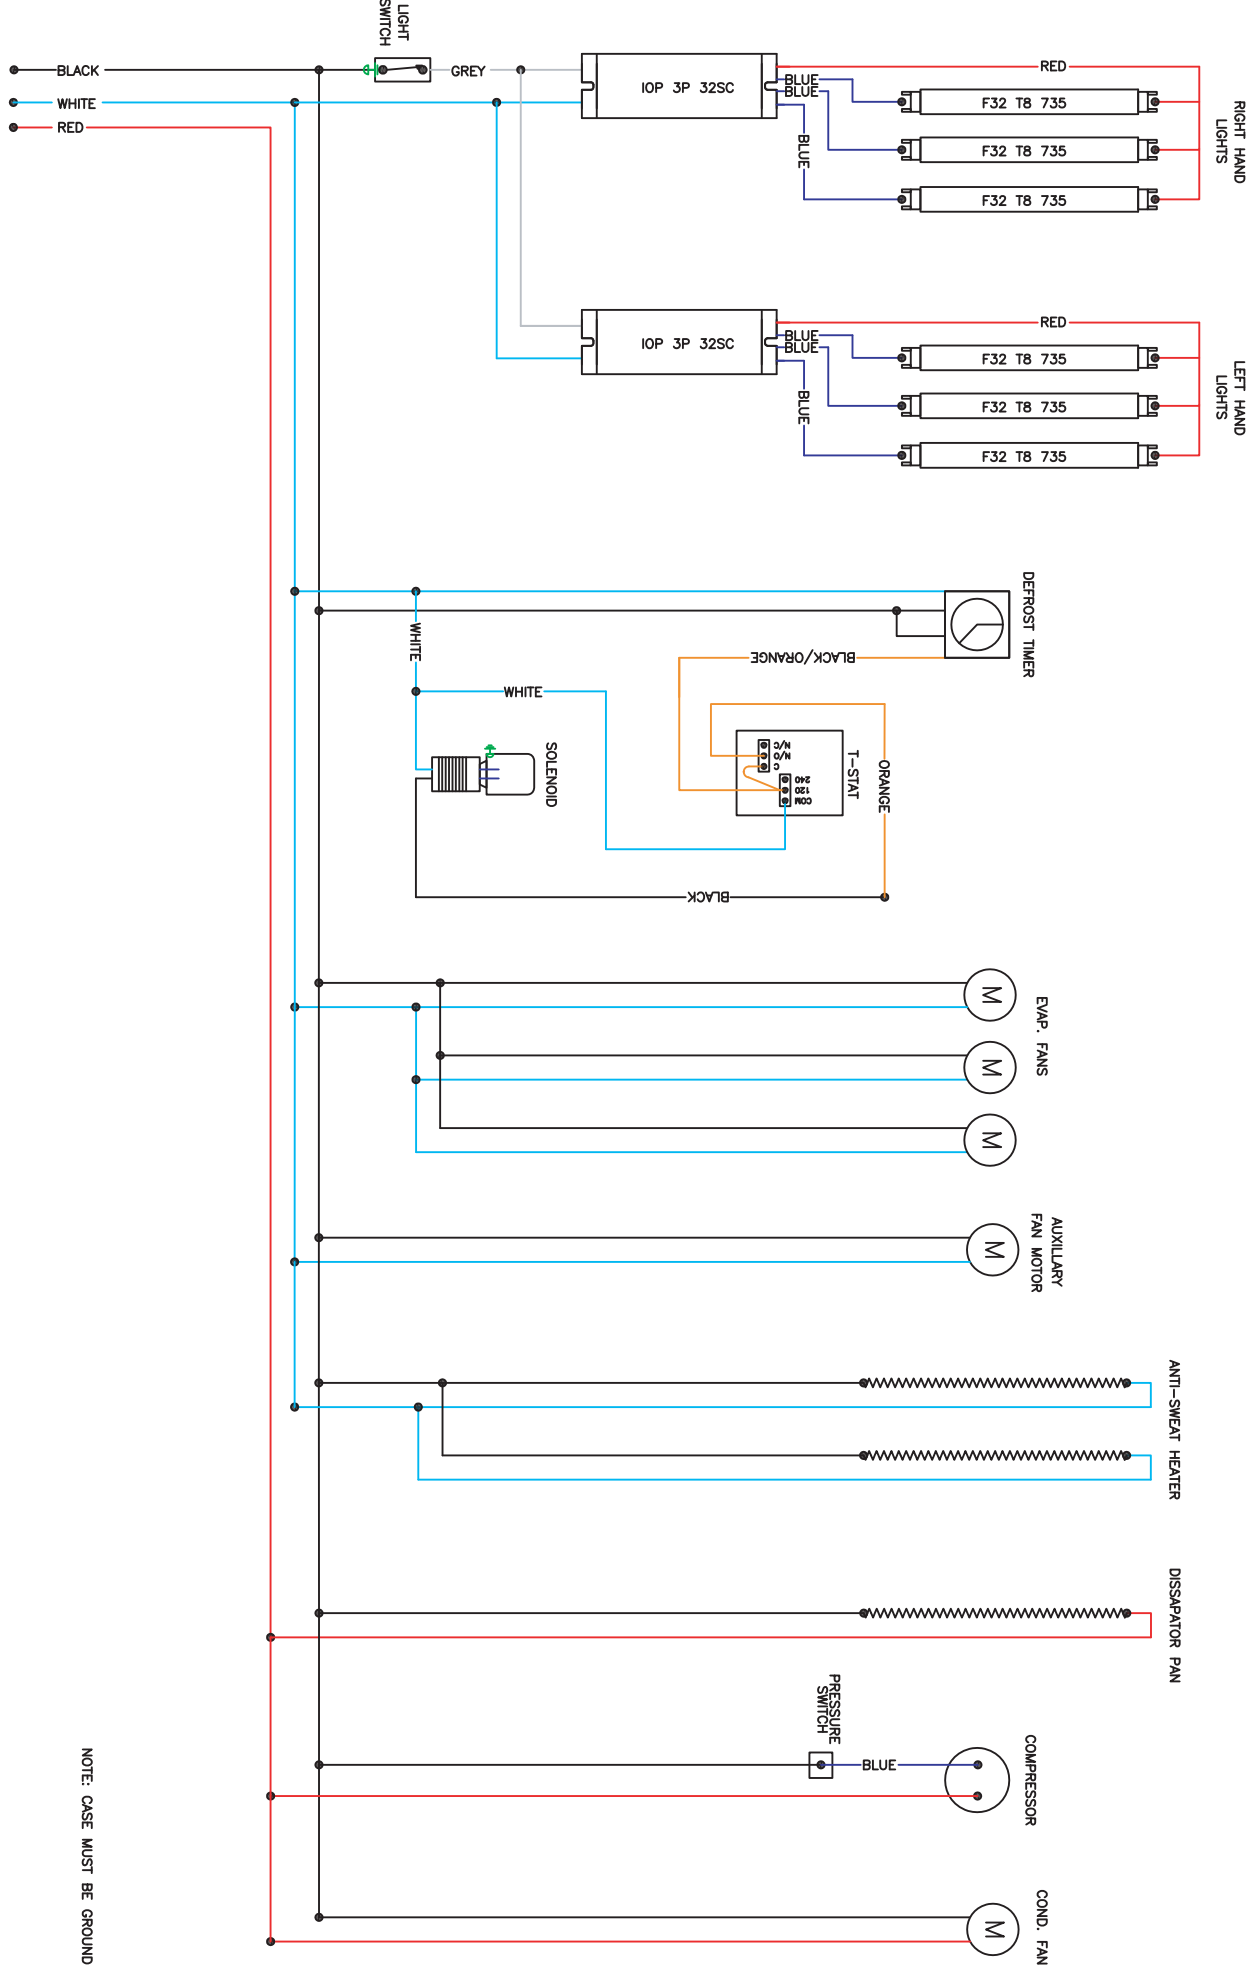 LIGHT
SWITCH
BLACK
WHITE
RED
GREY
IOP 3P 32SC
RED
BLUE
BLUE
BLUE
F32 T8 735
F32 T8 735
F32 T8 735
RIGHT HAND
LIGHTS
IOP 3P 32SC
RED
BLUE
BLUE
BLUE
F32 T8 735
F32 T8 735
F32 T8 735
LEFT HAND
LIGHTS
DEFROST TIMER
BLACK/ORANGE
WHITE
WHITE
SOLENOID
N/C
N/O
C
240
120
COM
T-STAT
ORANGE
BLACK
M
M
M
EVAP. FANS
M
AUXILLARY
FAN MOTOR
ANTI-SWEAT HEATER
DISSAPATOR PAN
PRESSURE
SWITCH
BLUE
COMPRESSOR
M
COND. FAN
NOTE: CASE MUST BE GROUND